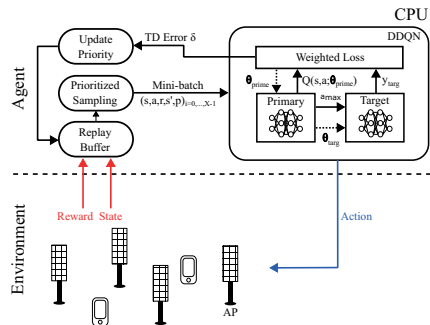 CPU
DDQN
Update
Priority
TD Error δ
Weighted Loss
θprime
Q(s,a;θprime)
ytarg
Prioritized
Sampling
Mini-batch
(s,a,r,s',p)i=0,...,X-1
Primary
amax
Target
θtarg
Replay
Buffer
Agent
Reward
State
Action
Environment
AP